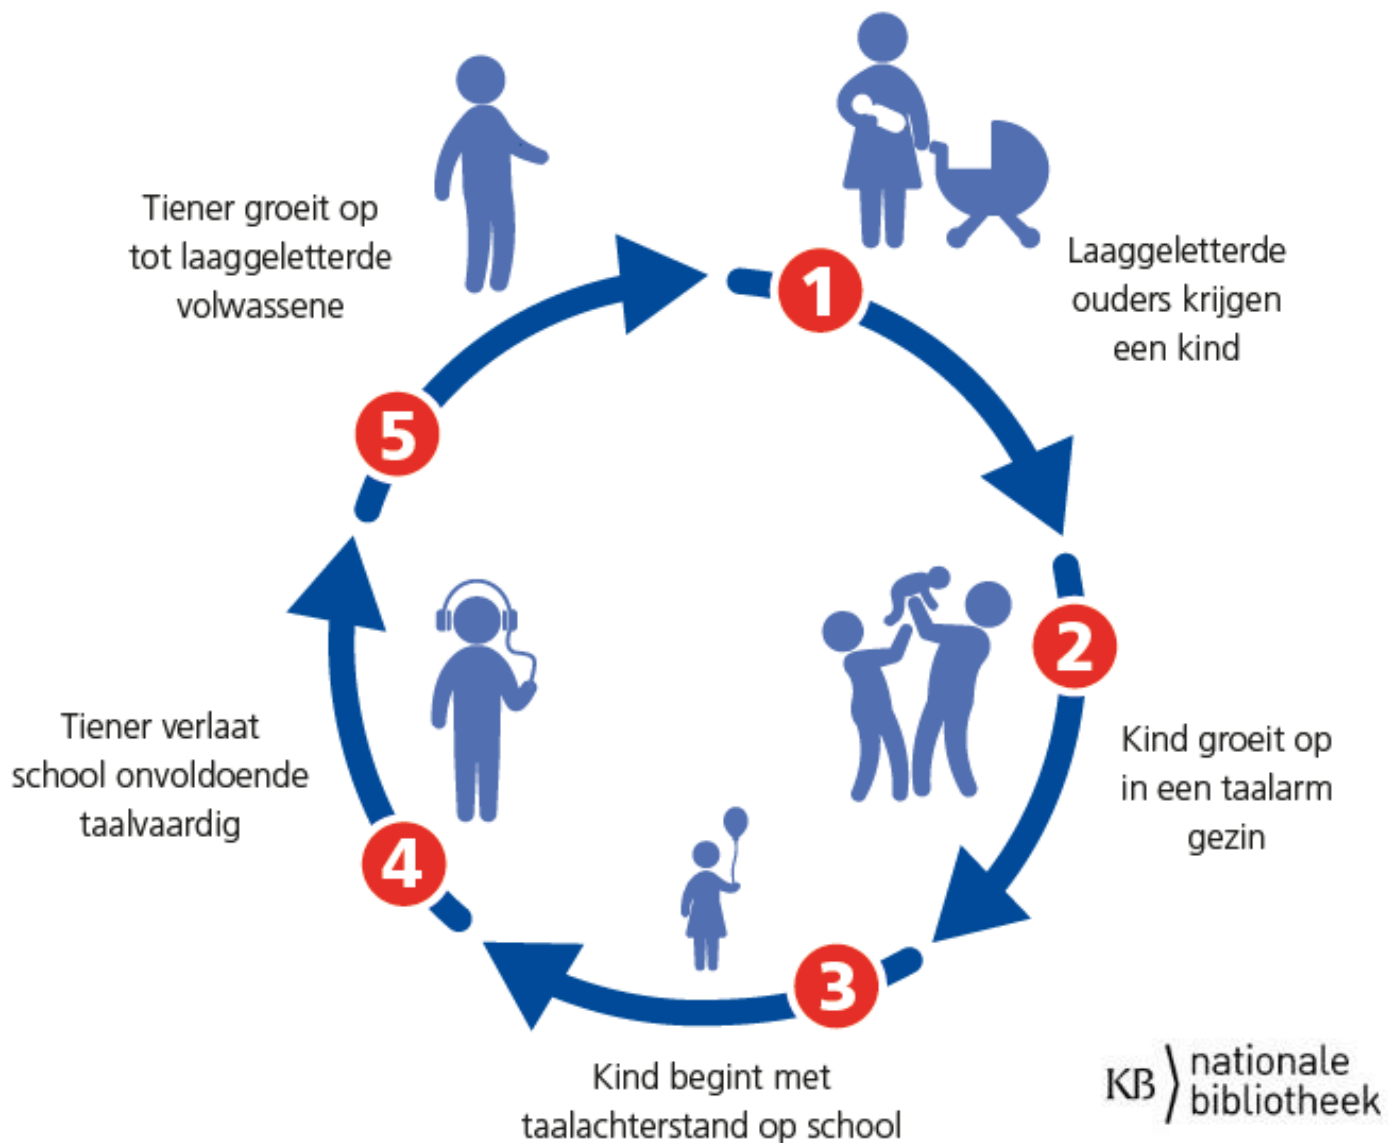 1
Laaggeletterde
ouders krijgen
een kind
2
Kind groeit op
in een taalarm
gezin
3
Kind begint met
taalachterstand op school
4
Tiener verlaat
school onvoldoende
taalvaardig
5
Tiener groeit op
tot laaggeletterde
volwassene
KB nationale
bibliotheek